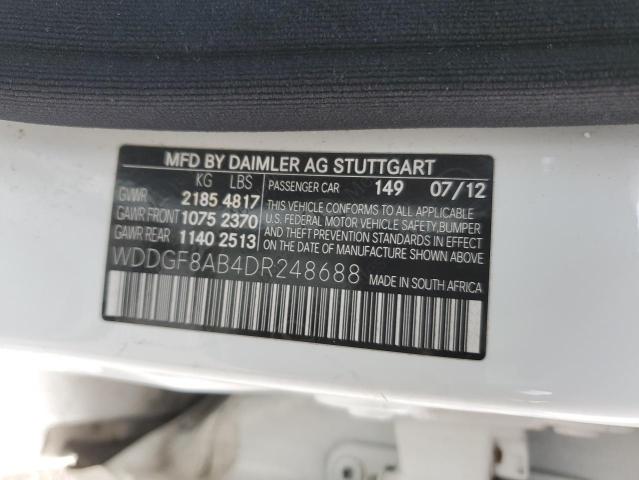 MFD BY DAIMLER AG STUTTGART
KG LBS
GVWR 2185 4817
GAWR FRONT 1075 2370
GAWR REAR 1140 2513
PASSENGER CAR 149 07/12
THIS VEHICLE CONFORMS TO ALL APPLICABLE
U.S. FEDERAL MOTOR VEHICLE SAFETY, BUMPER
AND THEFT PREVENTION STANDARDS IN EFFECT
ON THE DATE OF MANUFACTURE SHOWN ABOVE
WDDGF8AB4DR248688 MADE IN SOUTH AFRICA